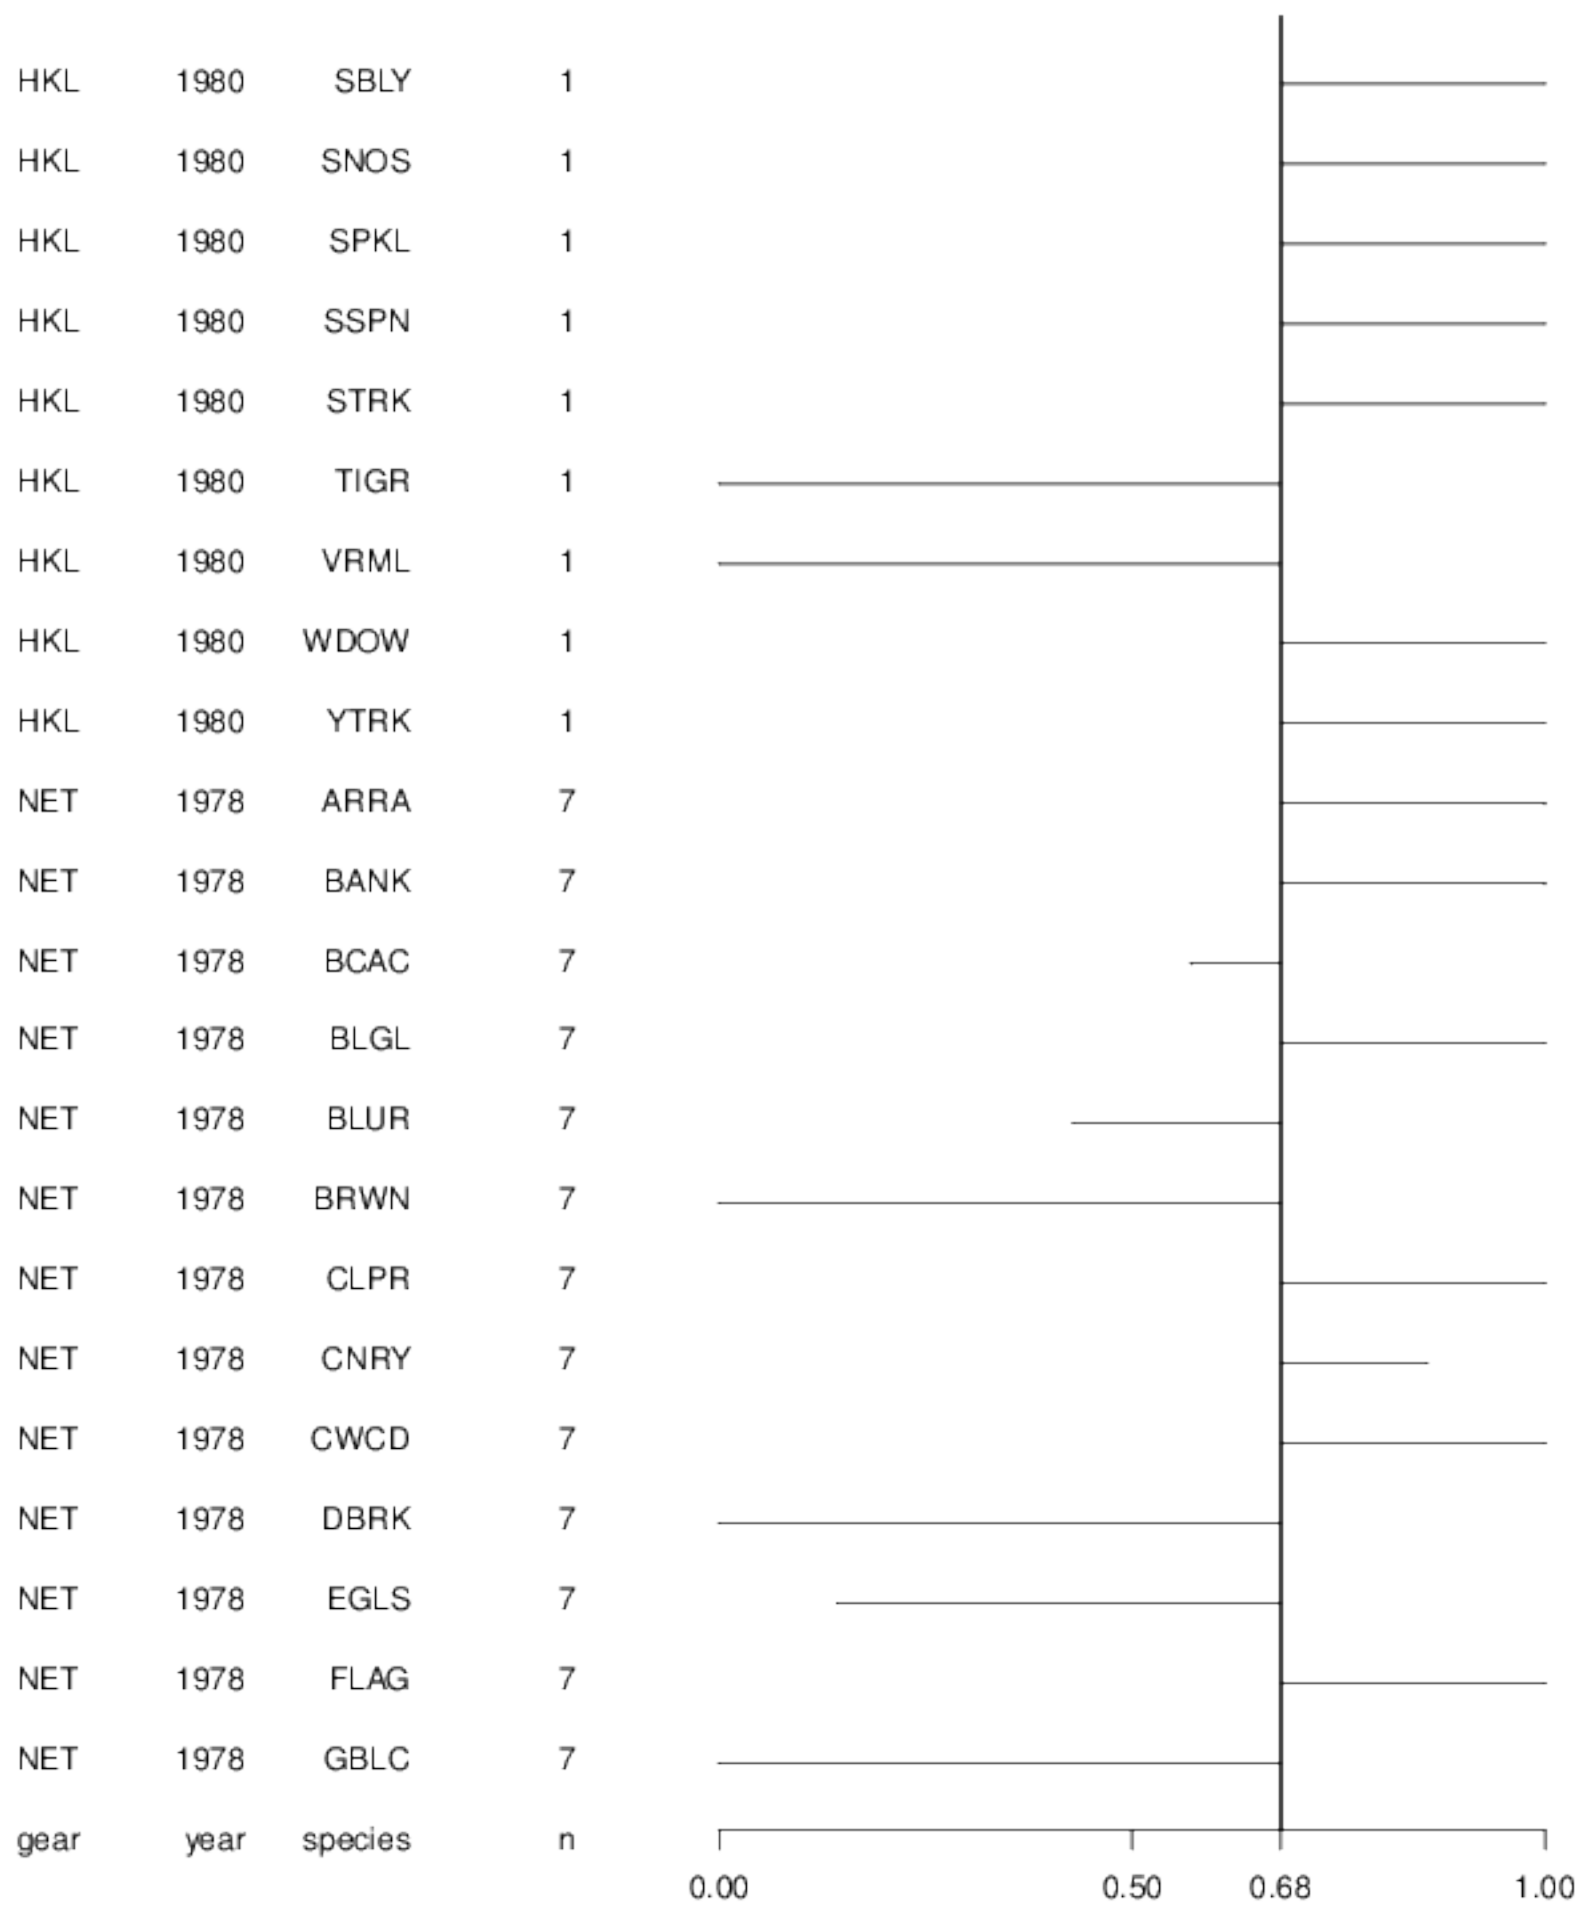 HKL 1980 SBLY 1
HKL 1980 SNOS 1
HKL 1980 SPKL 1
HKL 1980 SSPN 1
HKL 1980 STRK 1
HKL 1980 TIGR 1
HKL 1980 VRML 1
HKL 1980 WDOW 1
HKL 1980 YTRK 1
NET 1978 ARRA 7
NET 1978 BANK 7
NET 1978 BCAC 7
NET 1978 BLGL 7
NET 1978 BLUR 7
NET 1978 BRWN 7
NET 1978 CLPR 7
NET 1978 CNRY 7
NET 1978 CWCD 7
NET 1978 DBRK 7
NET 1978 EGLS 7
NET 1978 FLAG 7
NET 1978 GBLC 7
gear year species n
0.00 0.50 0.68 1.00